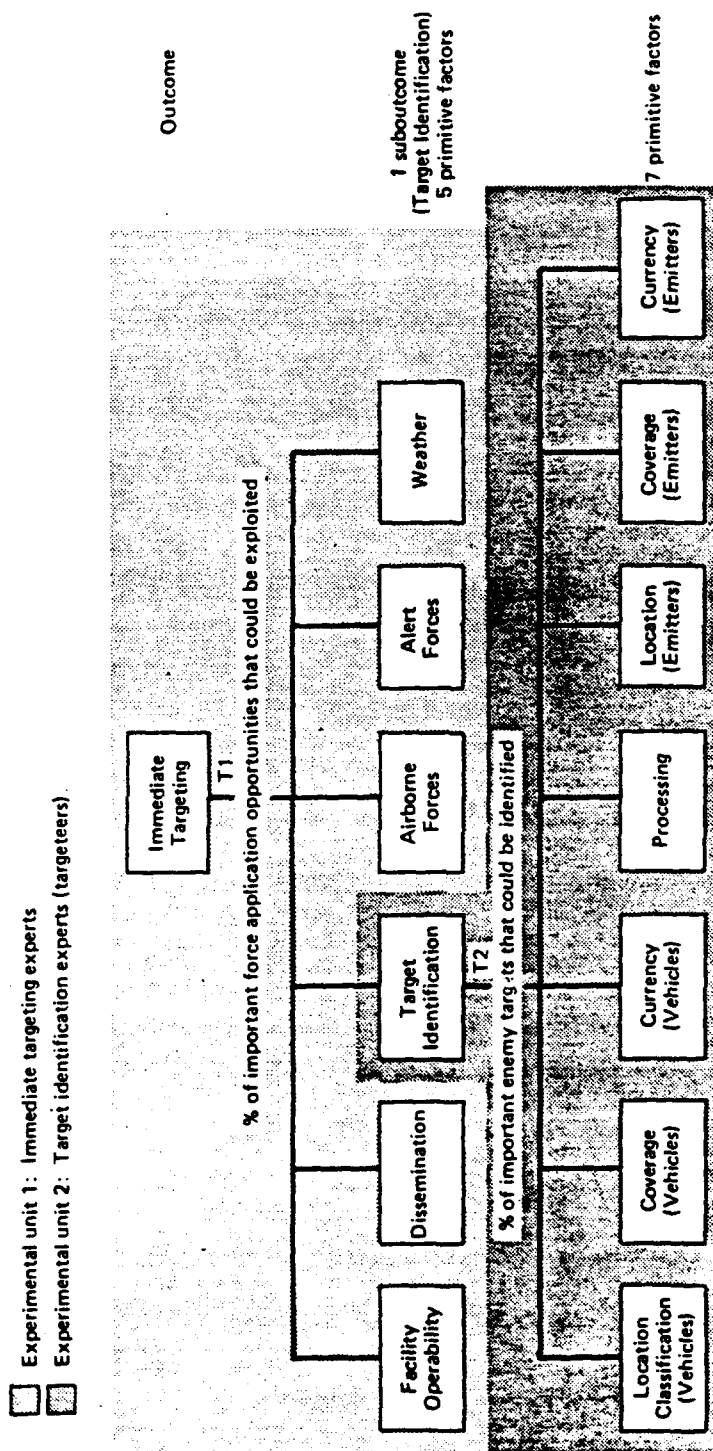 Experimental unit 1: Immediate targeting experts
Experimental unit 2: Target identification experts (targeteers)
Outcome
Immediate
Targeting
T1
% of important force application opportunities that could be exploited
1 suboutcome
(Target Identification)
5 primitive factors
Facility
Operability
Dissemination
Target
Identification
Airborne
Forces
Alert
Forces
Weather
T2
% of important enemy targets that could be identified
7 primitive factors
Location
Classification
(Vehicles)
Coverage
(Vehicles)
Currency
(Vehicles)
Processing
Location
(Emitters)
Coverage
(Emitters)
Currency
(Emitters)